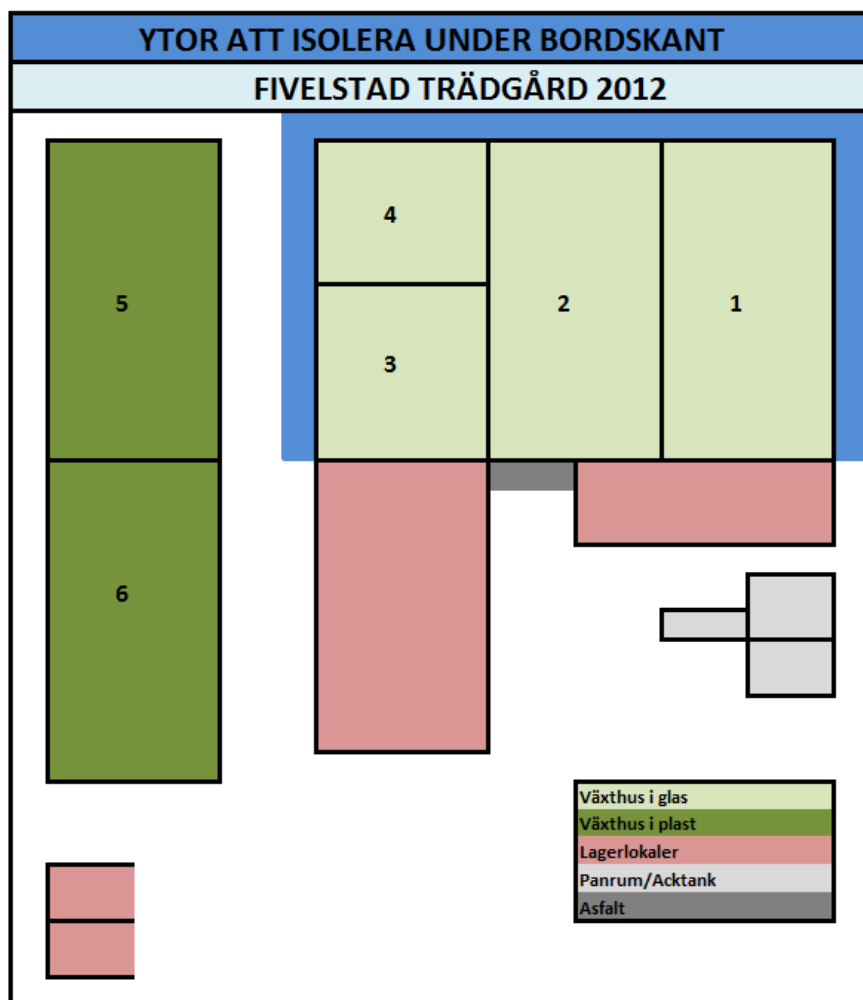 YTOR ATT ISOLERA UNDER BORDSKANT
FIVELSTAD TRÄDGÅRD 2012
4
5
2
1
3
6
Växthus i glas
Växthus i plast
Lagerlokaler
Panrum/Acktank
Asfalt